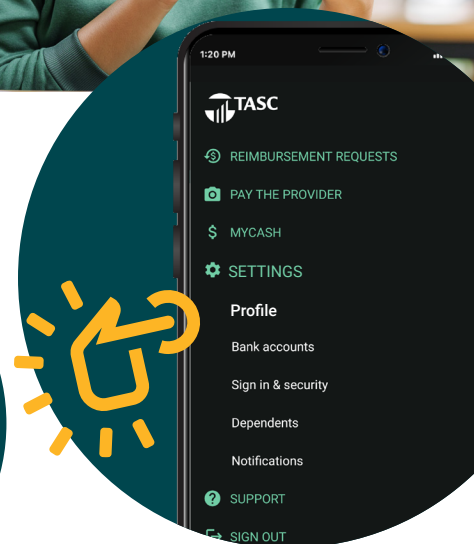 1:20 PM
TASC
REIMBURSEMENT REQUESTS
PAY THE PROVIDER
MYCASH
SETTINGS
Profile
Bank accounts
Sign in & security
Dependents
Notifications
SUPPORT
SIGN OUT